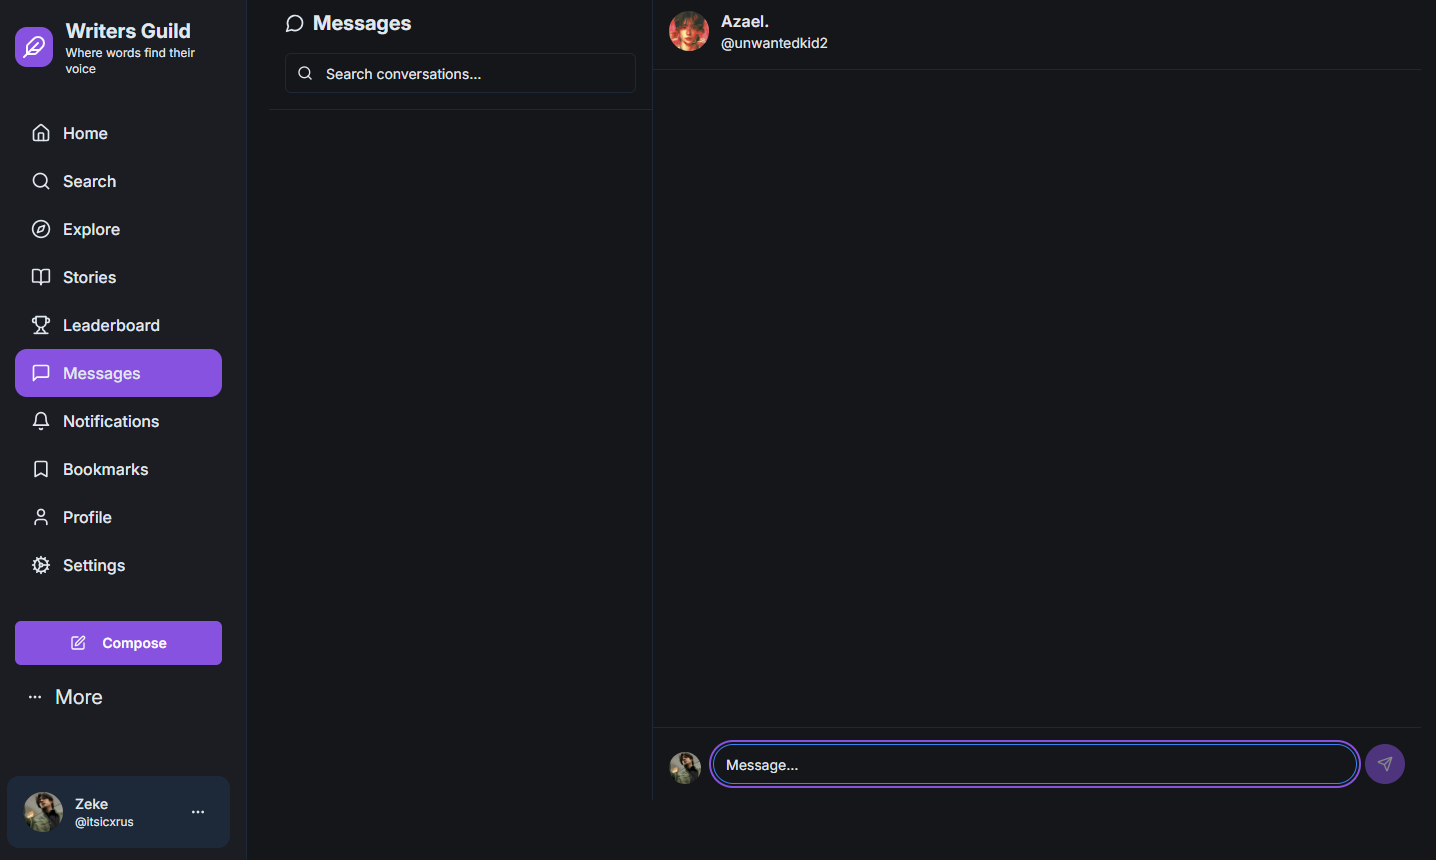 Writers Guild
Where words find their
voice
Home
Search
Explore
Stories
Leaderboard
Messages
Notifications
Bookmarks
Profile
Settings
Compose
More
Zeke
@itsicxrus
Messages
Search conversations...
Azael.
@unwantedkid2
Message...